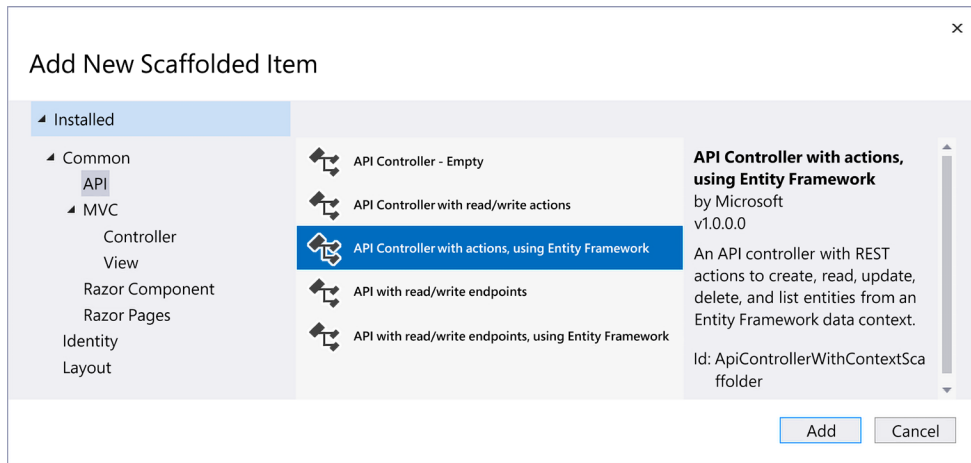 Add New Scaffolded Item
Installed
Common
API
MVC
Controller
View
Razor Component
Razor Pages
Identity
Layout
API Controller - Empty
API Controller with read/write actions
API Controller with actions, using Entity Framework
API with read/write endpoints
API with read/write endpoints, using Entity Framework
API Controller with actions,
using Entity Framework
by Microsoft
v1.0.0.0
An API controller with REST
actions to create, read, update,
delete, and list entities from an
Entity Framework data context.
Id: ApiControllerWithContextSca
ffolder
Add
Cancel